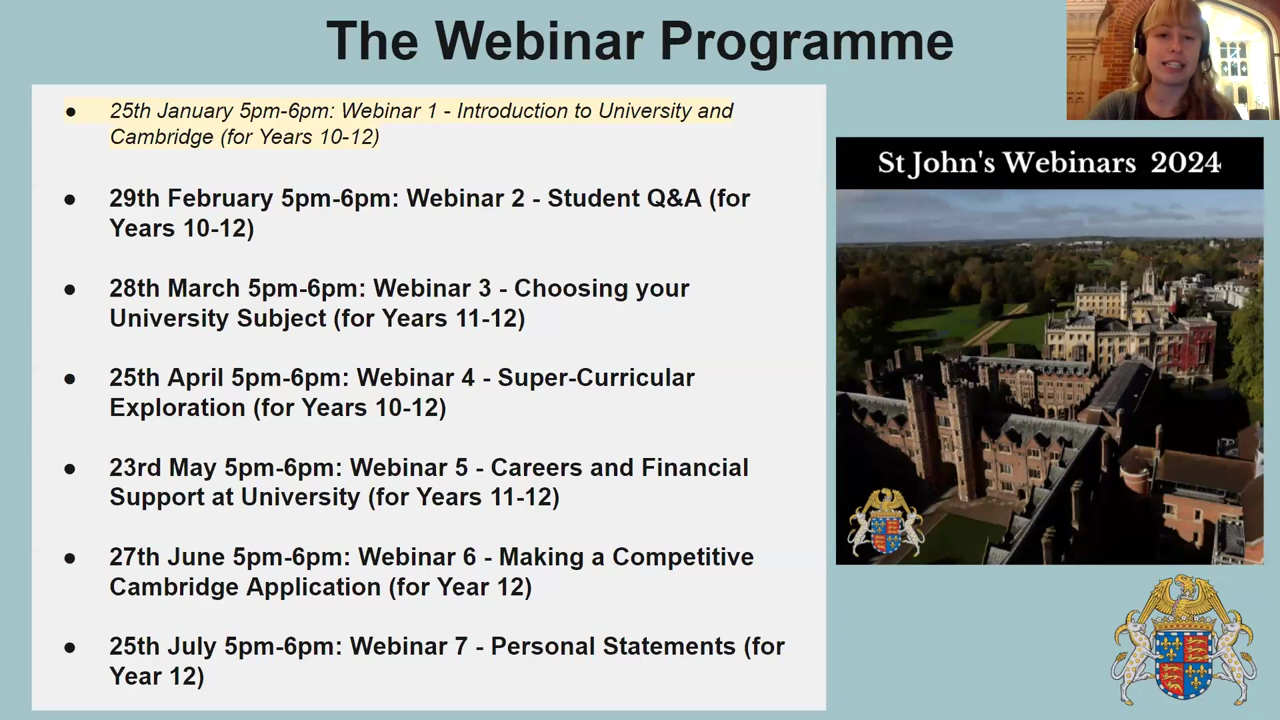 The Webinar Programme
● 25th January 5pm-6pm: Webinar 1 - Introduction to University and
Cambridge (for Years 10-12)
● 29th February 5pm-6pm: Webinar 2 - Student Q&A (for
Years 10-12)
● 28th March 5pm-6pm: Webinar 3 - Choosing your
University Subject (for Years 11-12)
● 25th April 5pm-6pm: Webinar 4 - Super-Curricular
Exploration (for Years 10-12)
● 23rd May 5pm-6pm: Webinar 5 - Careers and Financial
Support at University (for Years 11-12)
● 27th June 5pm-6pm: Webinar 6 - Making a Competitive
Cambridge Application (for Year 12)
● 25th July 5pm-6pm: Webinar 7 - Personal Statements (for
Year 12)
St John's Webinars 2024